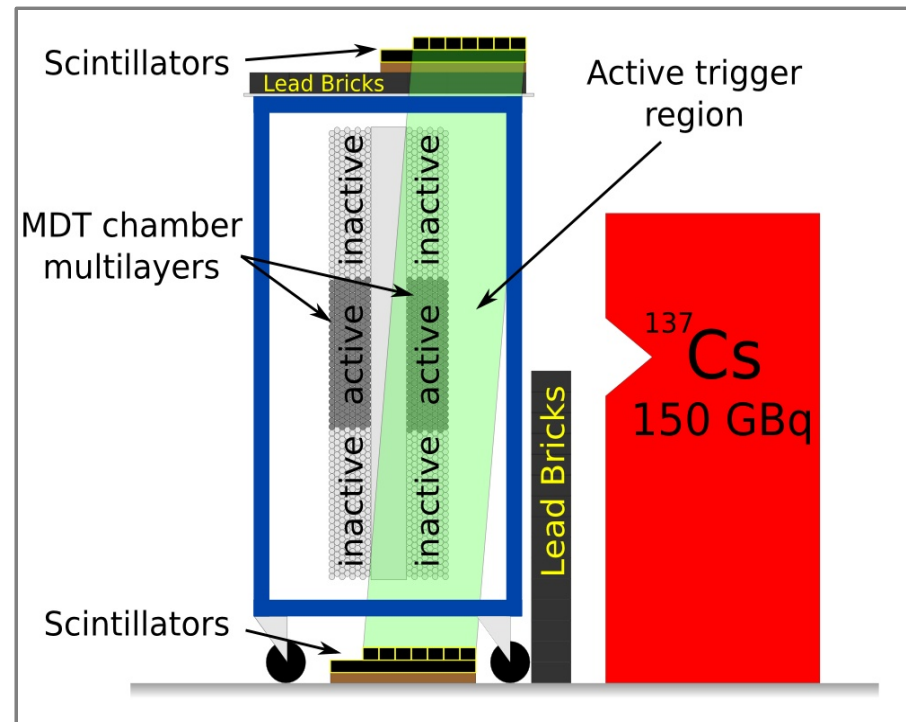 Scintillators
Lead Bricks
Active trigger
region
inactive
inactive
MDT chamber
multilayers
active
active
137Cs
150 GBq
inactive
inactive
Lead Bricks
Scintillators